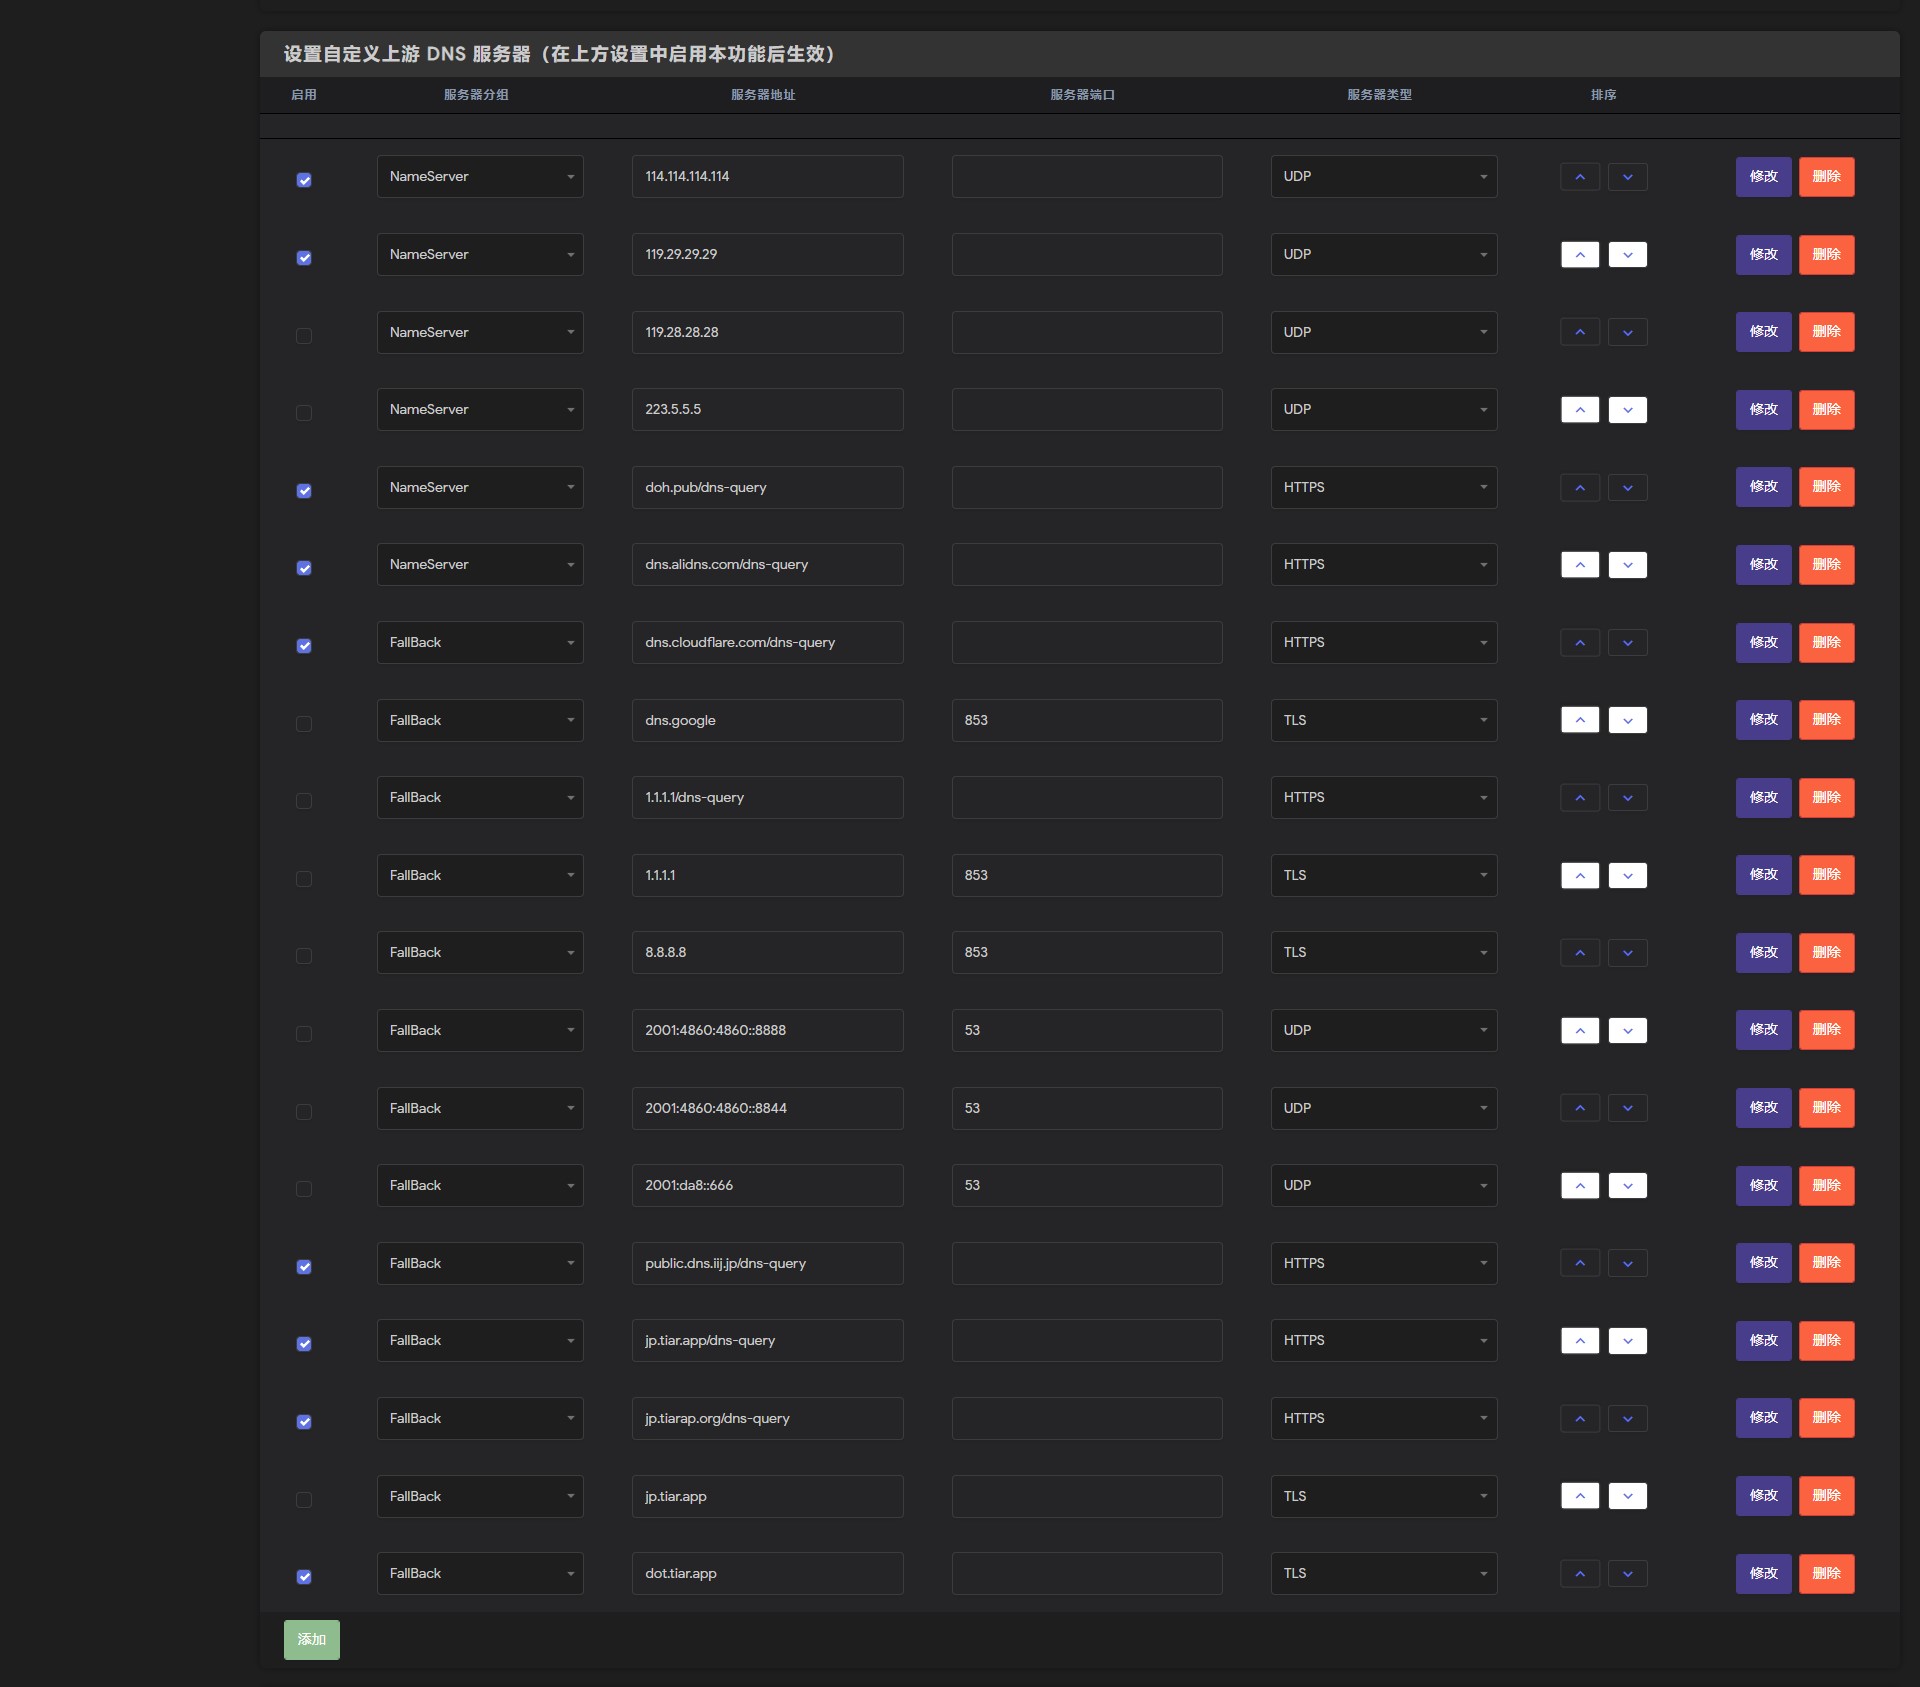 设置自定义上游 DNS 服务器（在上方设置中启用本功能后生效）
启用 服务器分组 服务器地址 服务器端口 服务器类型 排序
NameServer 114.114.114.114 UDP 修改 删除
NameServer 119.29.29.29 UDP 修改 删除
NameServer 119.28.28.28 UDP 修改 删除
NameServer 223.5.5.5 UDP 修改 删除
NameServer doh.pub/dns-query HTTPS 修改 删除
NameServer dns.alidns.com/dns-query HTTPS 修改 删除
FallBack dns.cloudflare.com/dns-query HTTPS 修改 删除
FallBack dns.google 853 TLS 修改 删除
FallBack 1.1.1.1/dns-query HTTPS 修改 删除
FallBack 1.1.1.1 853 TLS 修改 删除
FallBack 8.8.8.8 853 TLS 修改 删除
FallBack 2001:4860:4860::8888 53 UDP 修改 删除
FallBack 2001:4860:4860::8844 53 UDP 修改 删除
FallBack 2001:da8::666 53 UDP 修改 删除
FallBack public.dns.iij.jp/dns-query HTTPS 修改 删除
FallBack jp.tiar.app/dns-query HTTPS 修改 删除
FallBack jp.tiarap.org/dns-query HTTPS 修改 删除
FallBack jp.tiar.app TLS 修改 删除
FallBack dot.tiar.app TLS 修改 删除
添加